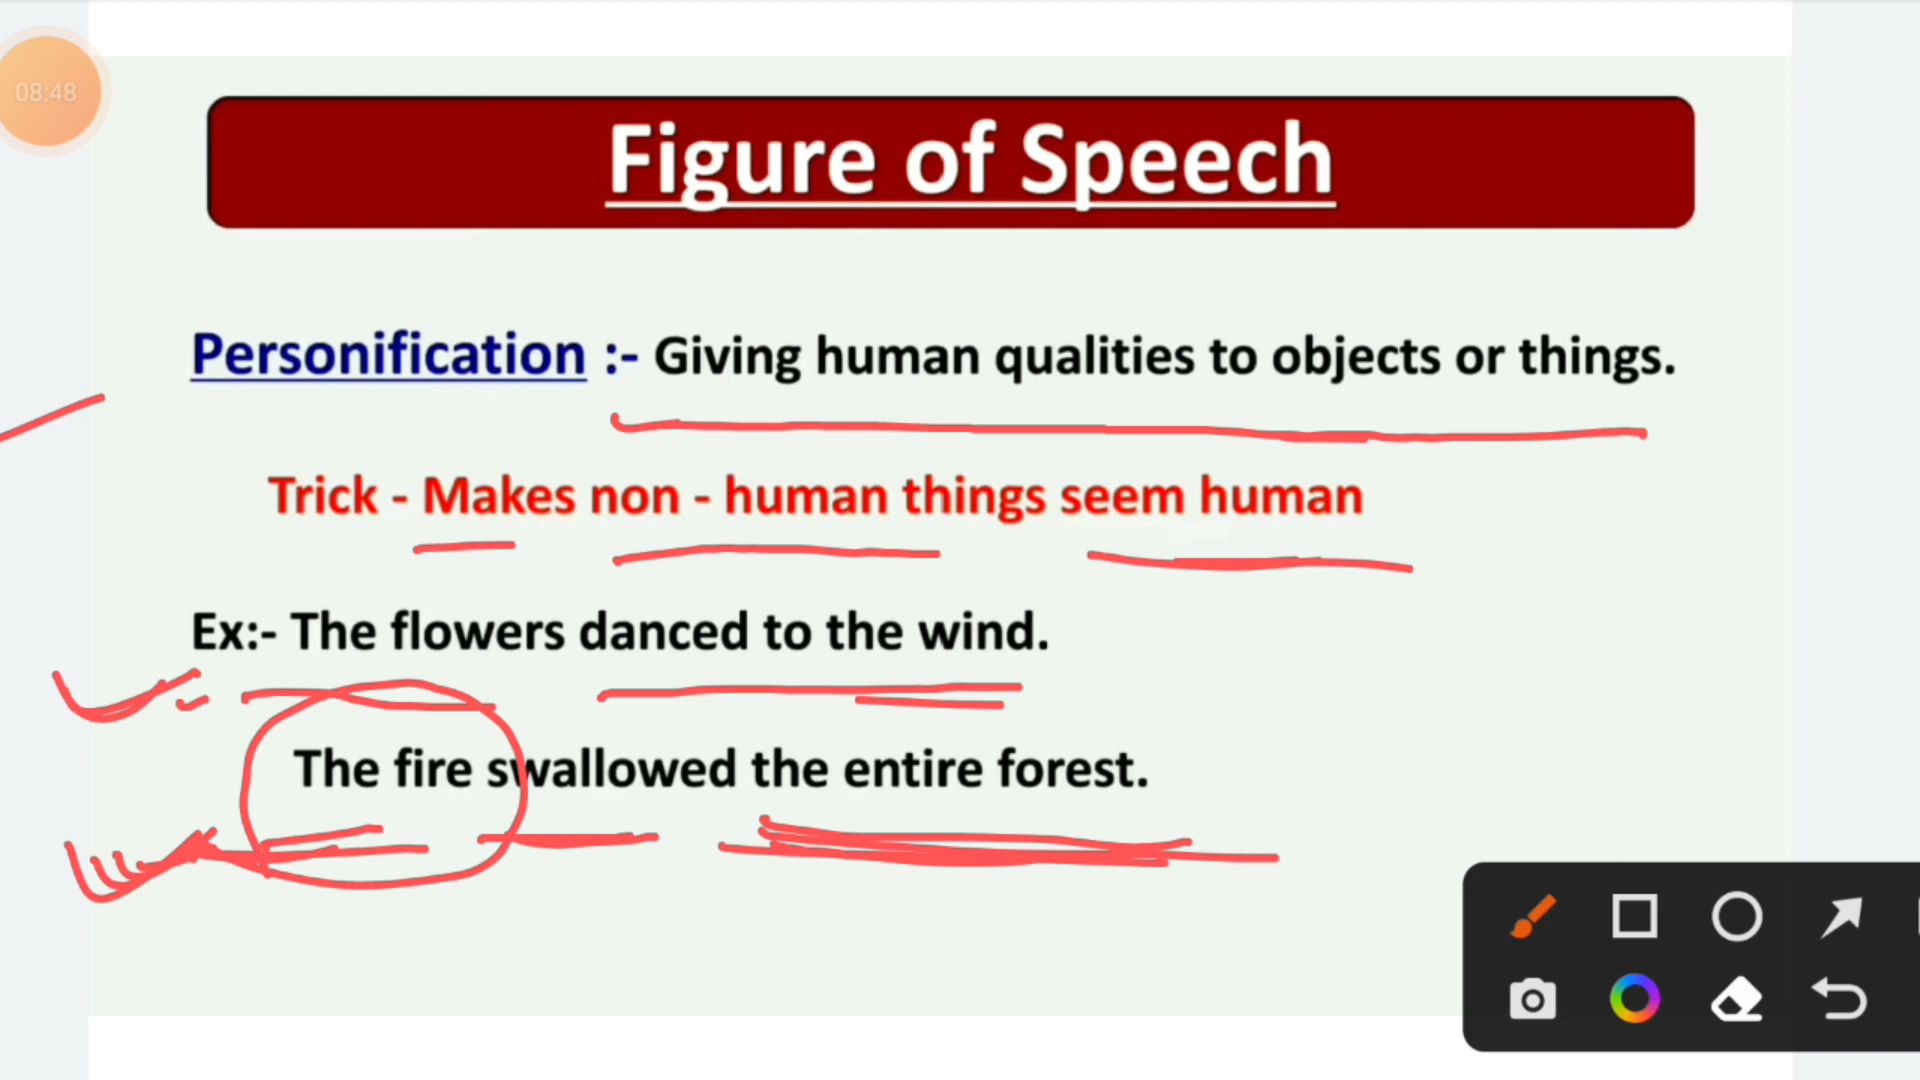 08:48
Figure of Speech
Personification :- Giving human qualities to objects or things.
Trick - Makes non - human things seem human
Ex:- The flowers danced to the wind.
The fire swallowed the entire forest.